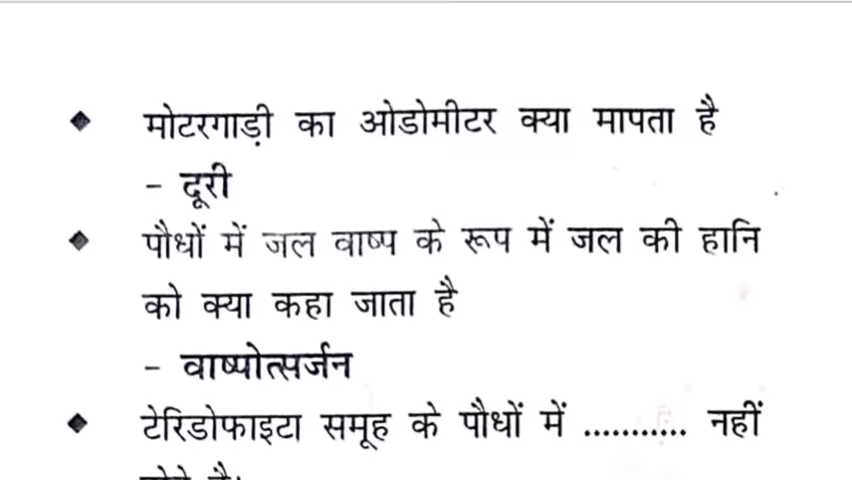 ◆ मोटरगाड़ी का ओडोमीटर क्या मापता है
– दूरी
◆ पौधों में जल वाष्प के रूप में जल की हानि
को क्या कहा जाता है
– वाष्पोत्सर्जन
◆ टेरिडोफाइटा समूह के पौधों में ........... नहीं